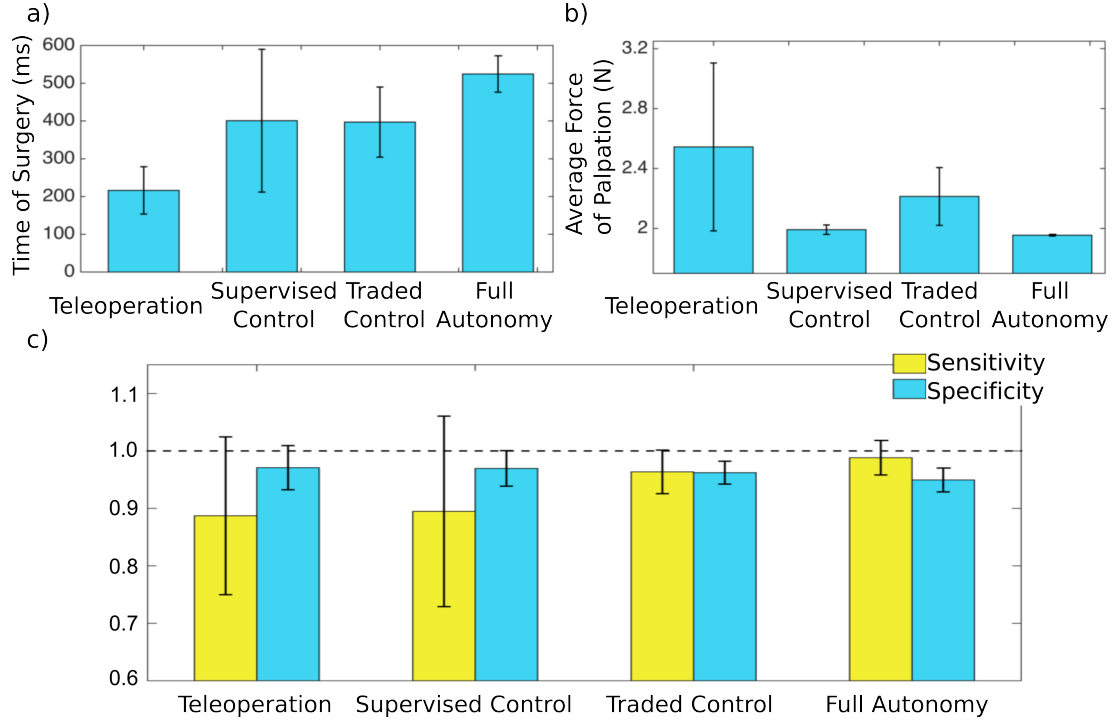 a)
Time of Surgery (ms)
600
500
400
300
200
100
0
Teleoperation
Supervised
Control
Traded
Control
Full
Autonomy
b)
Average Force
of Palpation (N)
3.2
2.8
2.4
2
Teleoperation
Supervised
Control
Traded
Control
Full
Autonomy
c)
Sensitivity
Specificity
1.1
1.0
0.9
0.8
0.7
0.6
Teleoperation
Supervised Control
Traded Control
Full Autonomy